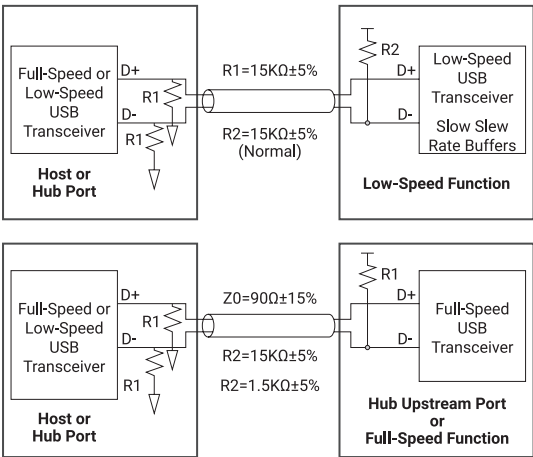 Full-Speed or
Low-Speed
USB
Transceiver
D+
D-
R1
R1
Host or
Hub Port
R1=15KΩ±5%
R2=15KΩ±5%
(Normal)
R2
D+
D-
Low-Speed
USB
Transceiver
Slow Slew
Rate Buffers
Low-Speed Function
Full-Speed or
Low-Speed
USB
Transceiver
D+
D-
R1
R1
Host or
Hub Port
Z0=90Ω±15%
R2=15KΩ±5%
R2=1.5KΩ±5%
R1
D+
D-
Full-Speed
USB
Transceiver
Hub Upstream Port
or
Full-Speed Function